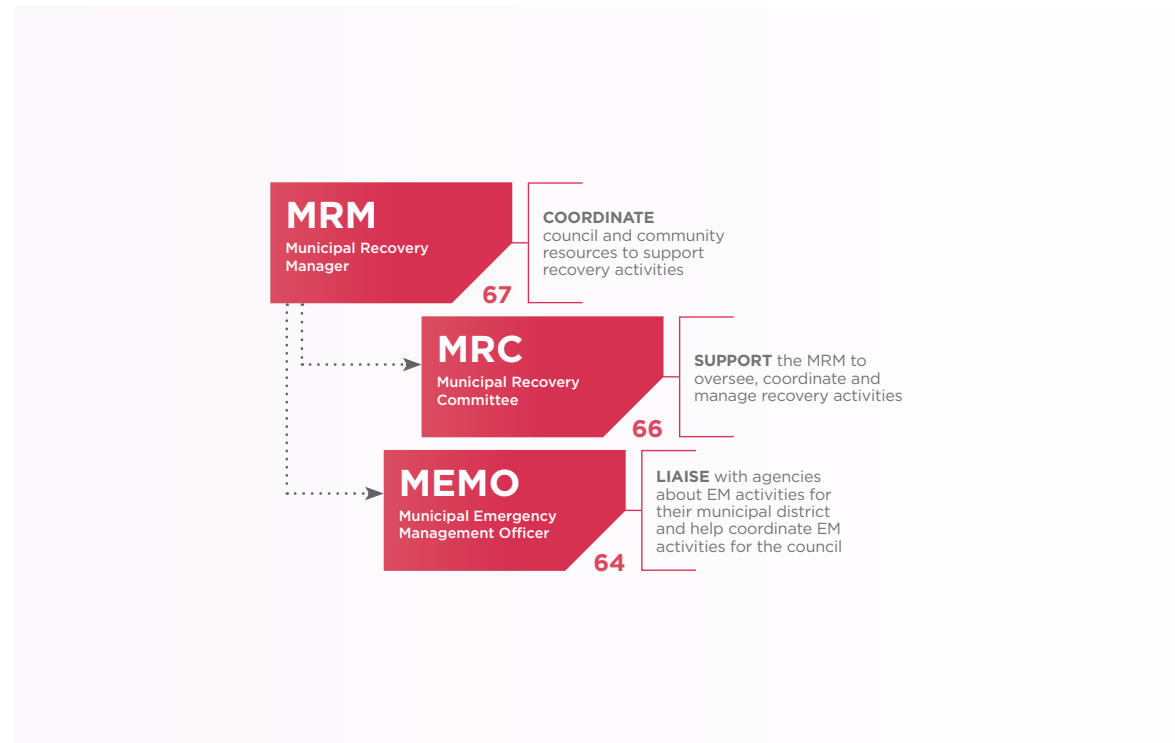 MRM
Municipal Recovery
Manager
67
COORDINATE
council and community
resources to support
recovery activities
MRC
Municipal Recovery
Committee
66
SUPPORT the MRM to
oversee, coordinate and
manage recovery activities
MEMO
Municipal Emergency
Management Officer
64
LIAISE with agencies
about EM activities for
their municipal district
and help coordinate EM
activities for the council